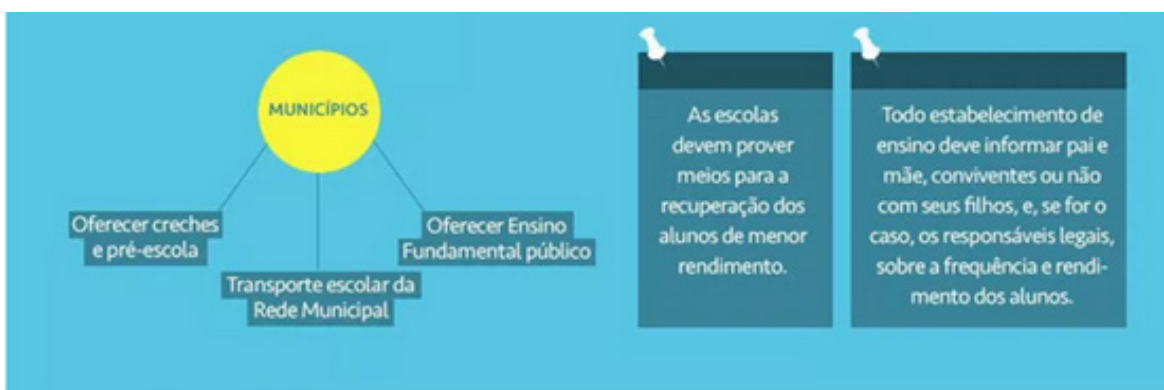 MUNICÍPIOS
Oferecer creches
e pré-escola
Transporte escolar da
Rede Municipal
Oferecer Ensino
Fundamental público
As escolas
devem prover
meios para a
recuperação dos
alunos de menor
rendimento.
Todo estabelecimento de
ensino deve informar pai e
mãe, conviventes ou não
com seus filhos, e, se for o
caso, os responsáveis legais,
sobre a frequência e rendi-
mento dos alunos.